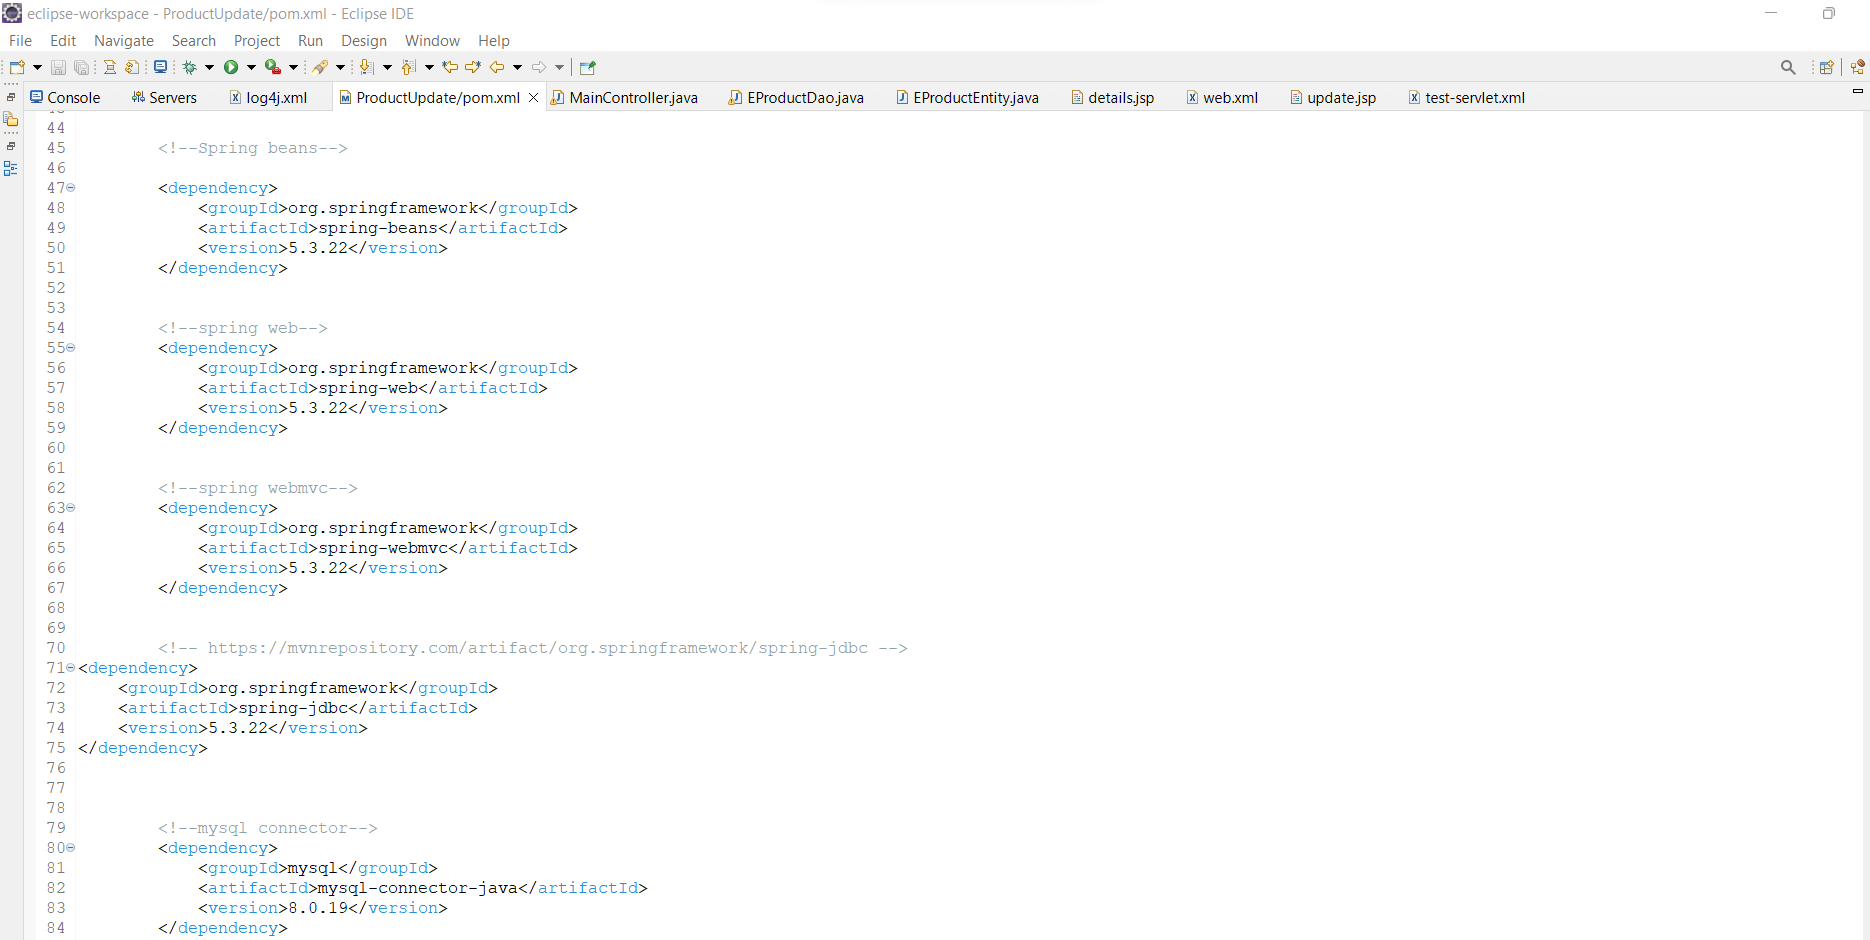 eclipse-workspace - ProductUpdate/pom.xml - Eclipse IDE
File Edit Navigate Search Project Run Design Window Help
Console Servers log4j.xml ProductUpdate/pom.xml MainController.java EProductDao.java EProductEntity.java details.jsp web.xml update.jsp test-servlet.xml
44
45 <!--Spring beans-->
46
47 <dependency>
48 <groupId>org.springframework</groupId>
49 <artifactId>spring-beans</artifactId>
50 <version>5.3.22</version>
51 </dependency>
52
53
54 <!--spring web-->
55 <dependency>
56 <groupId>org.springframework</groupId>
57 <artifactId>spring-web</artifactId>
58 <version>5.3.22</version>
59 </dependency>
60
61
62 <!--spring webmvc-->
63 <dependency>
64 <groupId>org.springframework</groupId>
65 <artifactId>spring-webmvc</artifactId>
66 <version>5.3.22</version>
67 </dependency>
68
69
70 <!-- https://mvnrepository.com/artifact/org.springframework/spring-jdbc -->
71 <dependency>
72 <groupId>org.springframework</groupId>
73 <artifactId>spring-jdbc</artifactId>
74 <version>5.3.22</version>
75 </dependency>
76
77
78
79 <!--mysql connector-->
80 <dependency>
81 <groupId>mysql</groupId>
82 <artifactId>mysql-connector-java</artifactId>
83 <version>8.0.19</version>
84 </dependency>